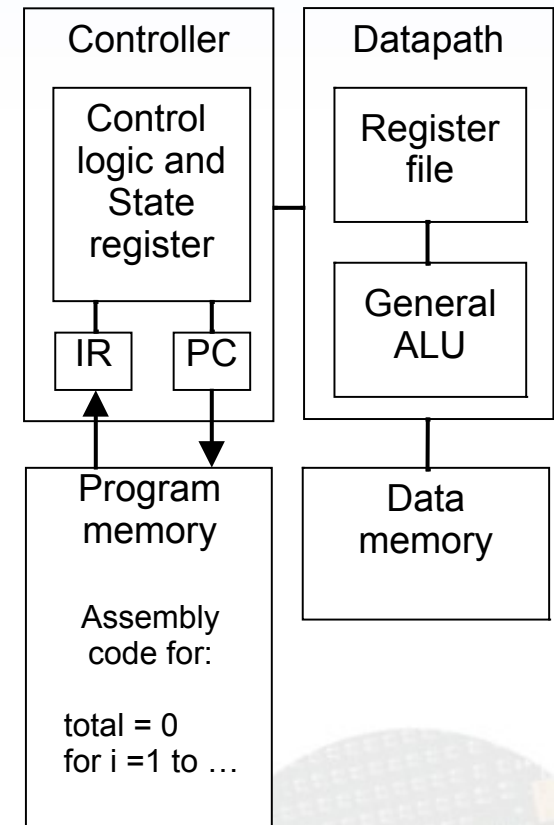 Controller
Control
logic and
State
register
IR
PC
Datapath
Register
file
General
ALU
Program
memory
Assembly
code for:
total = 0
for i =1 to …
Data
memory